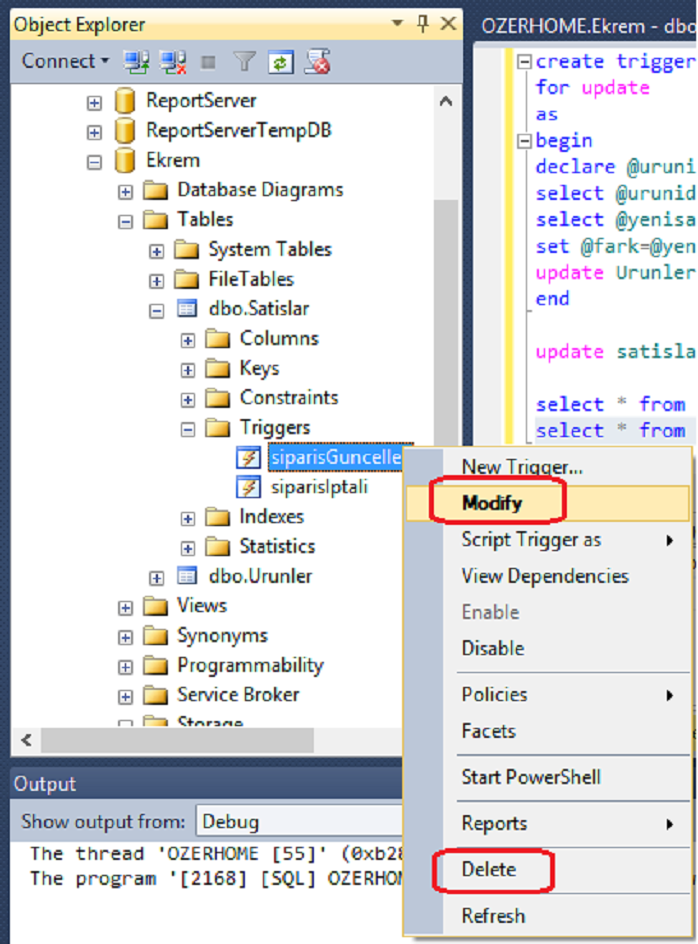 Object Explorer
Connect
ReportServer
ReportServerTempDB
Ekrem
Database Diagrams
Tables
System Tables
FileTables
dbo.Satislar
Columns
Keys
Constraints
Triggers
siparisGuncelle
siparisIptali
Indexes
Statistics
dbo.Urunler
Views
Synonyms
Programmability
Service Broker
Storage
OZERHOME.Ekrem - dbo
create trigger
for update
as
begin
declare @uruni
select @urunid
select @yenisa
set @fark=@yen
update Urunler
end
update satisla
select * from
select * from
New Trigger...
Modify
Script Trigger as
View Dependencies
Enable
Disable
Policies
Facets
Start PowerShell
Reports
Delete
Refresh
Output
Show output from: Debug
The thread 'OZERHOME [55]' (0xb28
The program '[2168] [SQL] OZERHOM